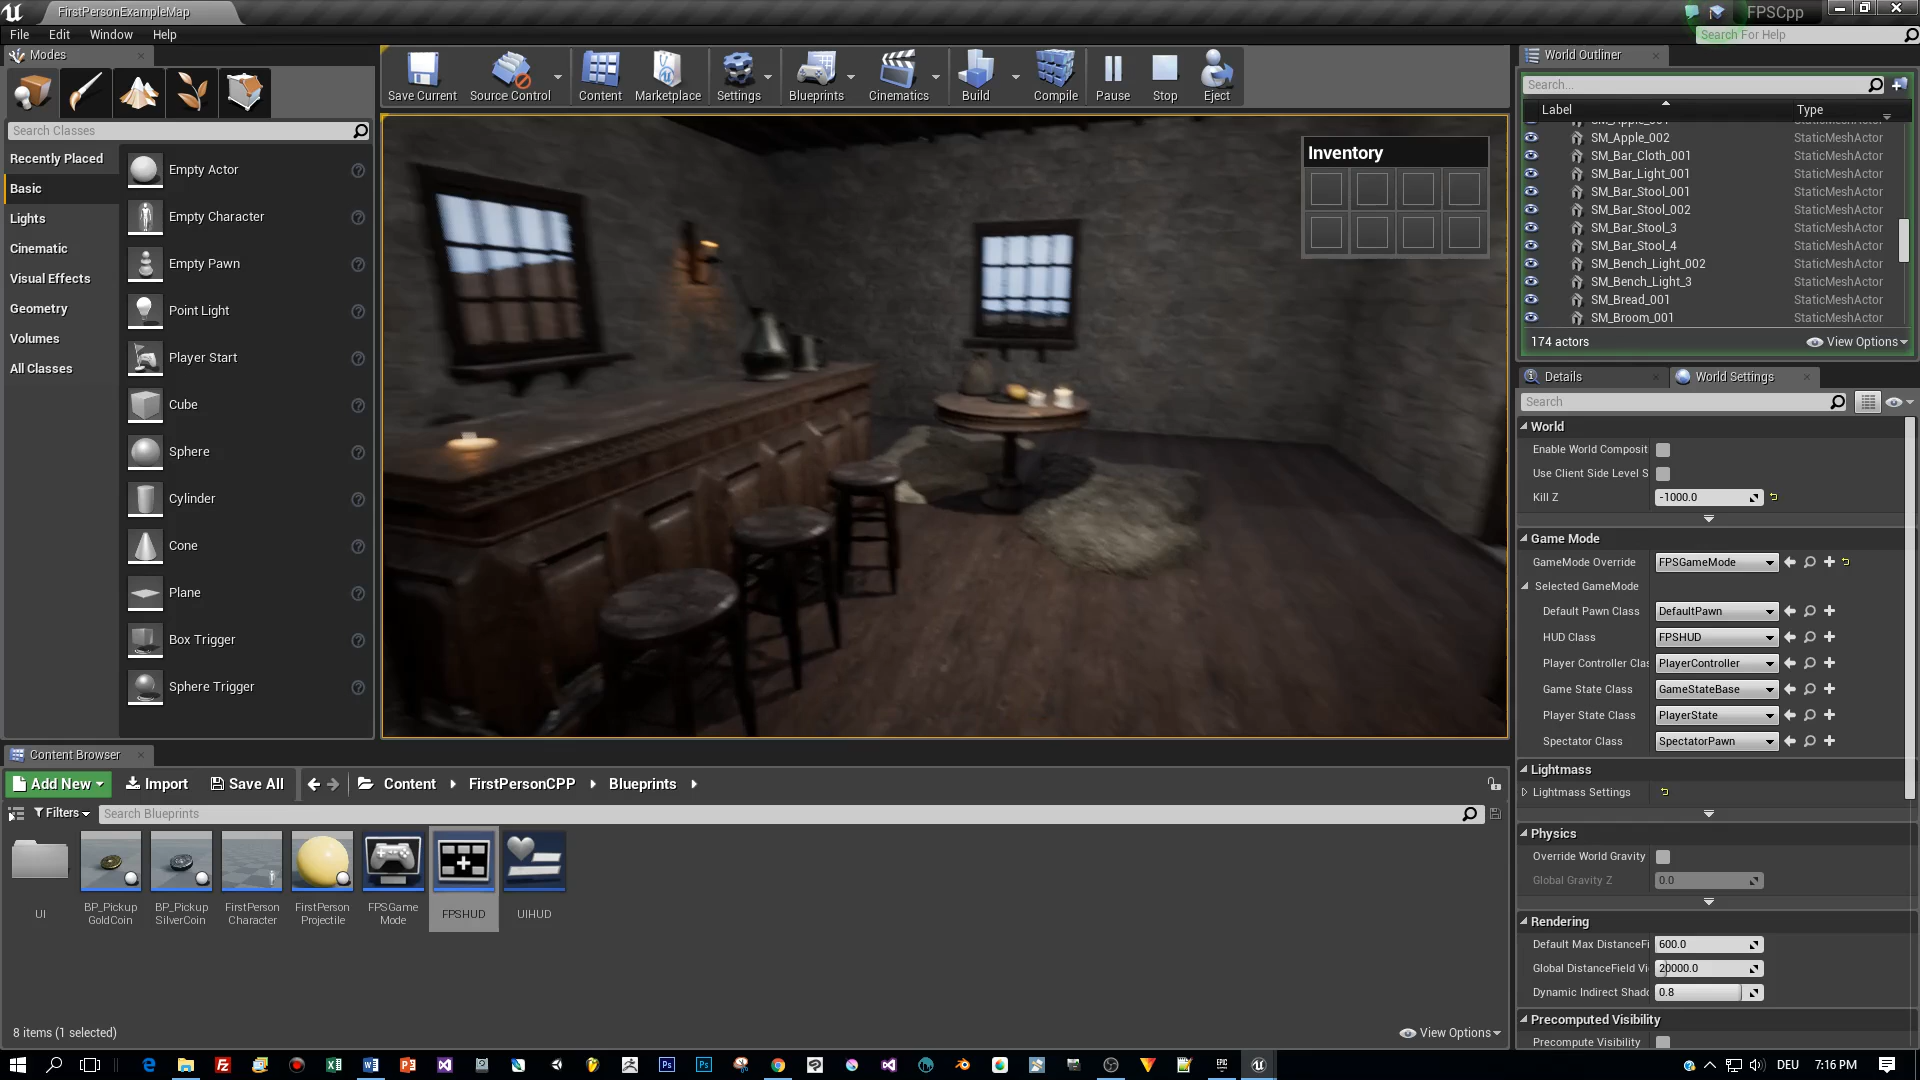 FirstPersonExampleMap
FPSCpp
File Edit Window Help
Search For Help
Modes
Search Classes
Recently Placed
Basic
Lights
Cinematic
Visual Effects
Geometry
Volumes
All Classes
Empty Actor
Empty Character
Empty Pawn
Point Light
Player Start
Cube
Sphere
Cylinder
Cone
Plane
Box Trigger
Sphere Trigger
Save Current
Source Control
Content
Marketplace
Settings
Blueprints
Cinematics
Build
Compile
Pause
Stop
Eject
Inventory
World Outliner
Search...
Label Type
SM_Apple_001 StaticMeshActor
SM_Apple_002 StaticMeshActor
SM_Bar_Cloth_001 StaticMeshActor
SM_Bar_Light_001 StaticMeshActor
SM_Bar_Stool_001 StaticMeshActor
SM_Bar_Stool_002 StaticMeshActor
SM_Bar_Stool_3 StaticMeshActor
SM_Bar_Stool_4 StaticMeshActor
SM_Bench_Light_002 StaticMeshActor
SM_Bench_Light_3 StaticMeshActor
SM_Bread_001 StaticMeshActor
SM_Broom_001 StaticMeshActor
174 actors
View Options
Details
World Settings
Search
World
Enable World Composit
Use Client Side Level S
Kill Z -1000.0
Game Mode
GameMode Override FPSGameMode
Selected GameMode
Default Pawn Class DefaultPawn
HUD Class FPSHUD
Player Controller Clas PlayerController
Game State Class GameStateBase
Player State Class PlayerState
Spectator Class SpectatorPawn
Lightmass
Lightmass Settings
Physics
Override World Gravity
Global Gravity Z 0.0
Rendering
Default Max DistanceFi 600.0
Global DistanceField Vi 20000.0
Dynamic Indirect Shado 0.8
Precomputed Visibility
Precompute Visibility
Content Browser
Add New
Import
Save All
Content
FirstPersonCPP
Blueprints
Filters
Search Blueprints
UI
BP_Pickup
GoldCoin
BP_Pickup
SilverCoin
FirstPerson
Character
FirstPerson
Projectile
FPSGame
Mode
FPSHUD
UIHUD
8 items (1 selected)
View Options
DEU
7:16 PM